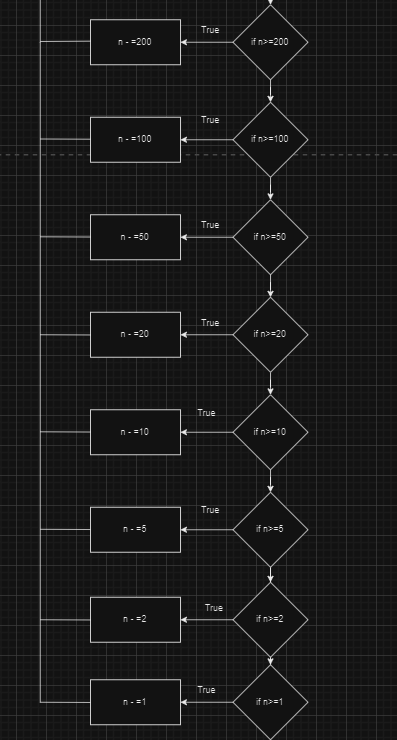 True
n - =200
if n>=200
True
n - =100
if n>=100
True
n - =50
if n>=50
True
n - =20
if n>=20
True
n - =10
if n>=10
True
n - =5
if n>=5
True
n - =2
if n>=2
True
n - =1
if n>=1